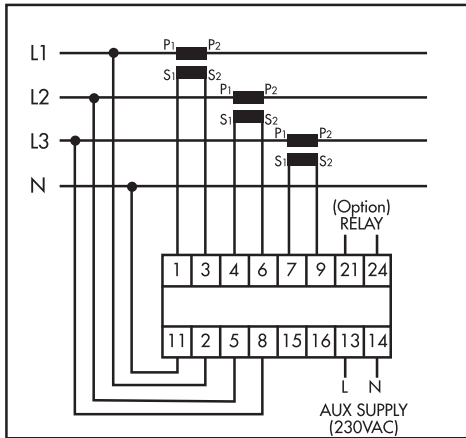 L1 P1 P2
S1 S2
L2 P1 P2
S1 S2
L3 P1 P2
S1 S2
N
(Option)
RELAY
1 3 4 6 7 9 21 24
11 2 5 8 15 16 13 14
L N
AUX SUPPLY
(230VAC)